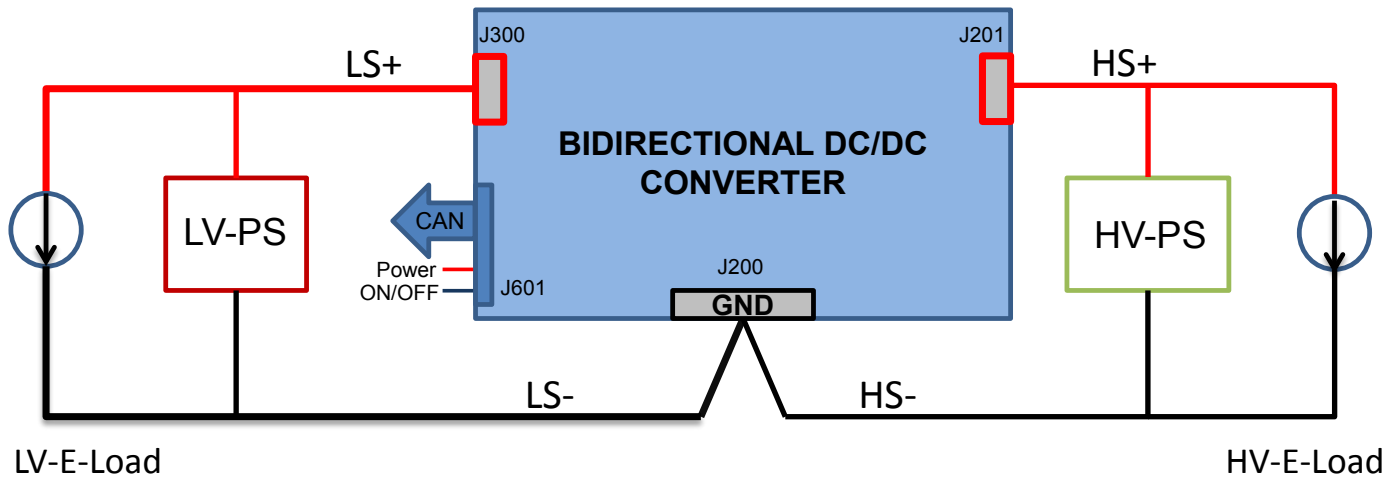 J300
J201
LS+
HS+
BIDIRECTIONAL DC/DC
CONVERTER
LV-PS
CAN
HV-PS
Power
ON/OFF
J601
J200
GND
LS-
HS-
LV-E-Load
HV-E-Load